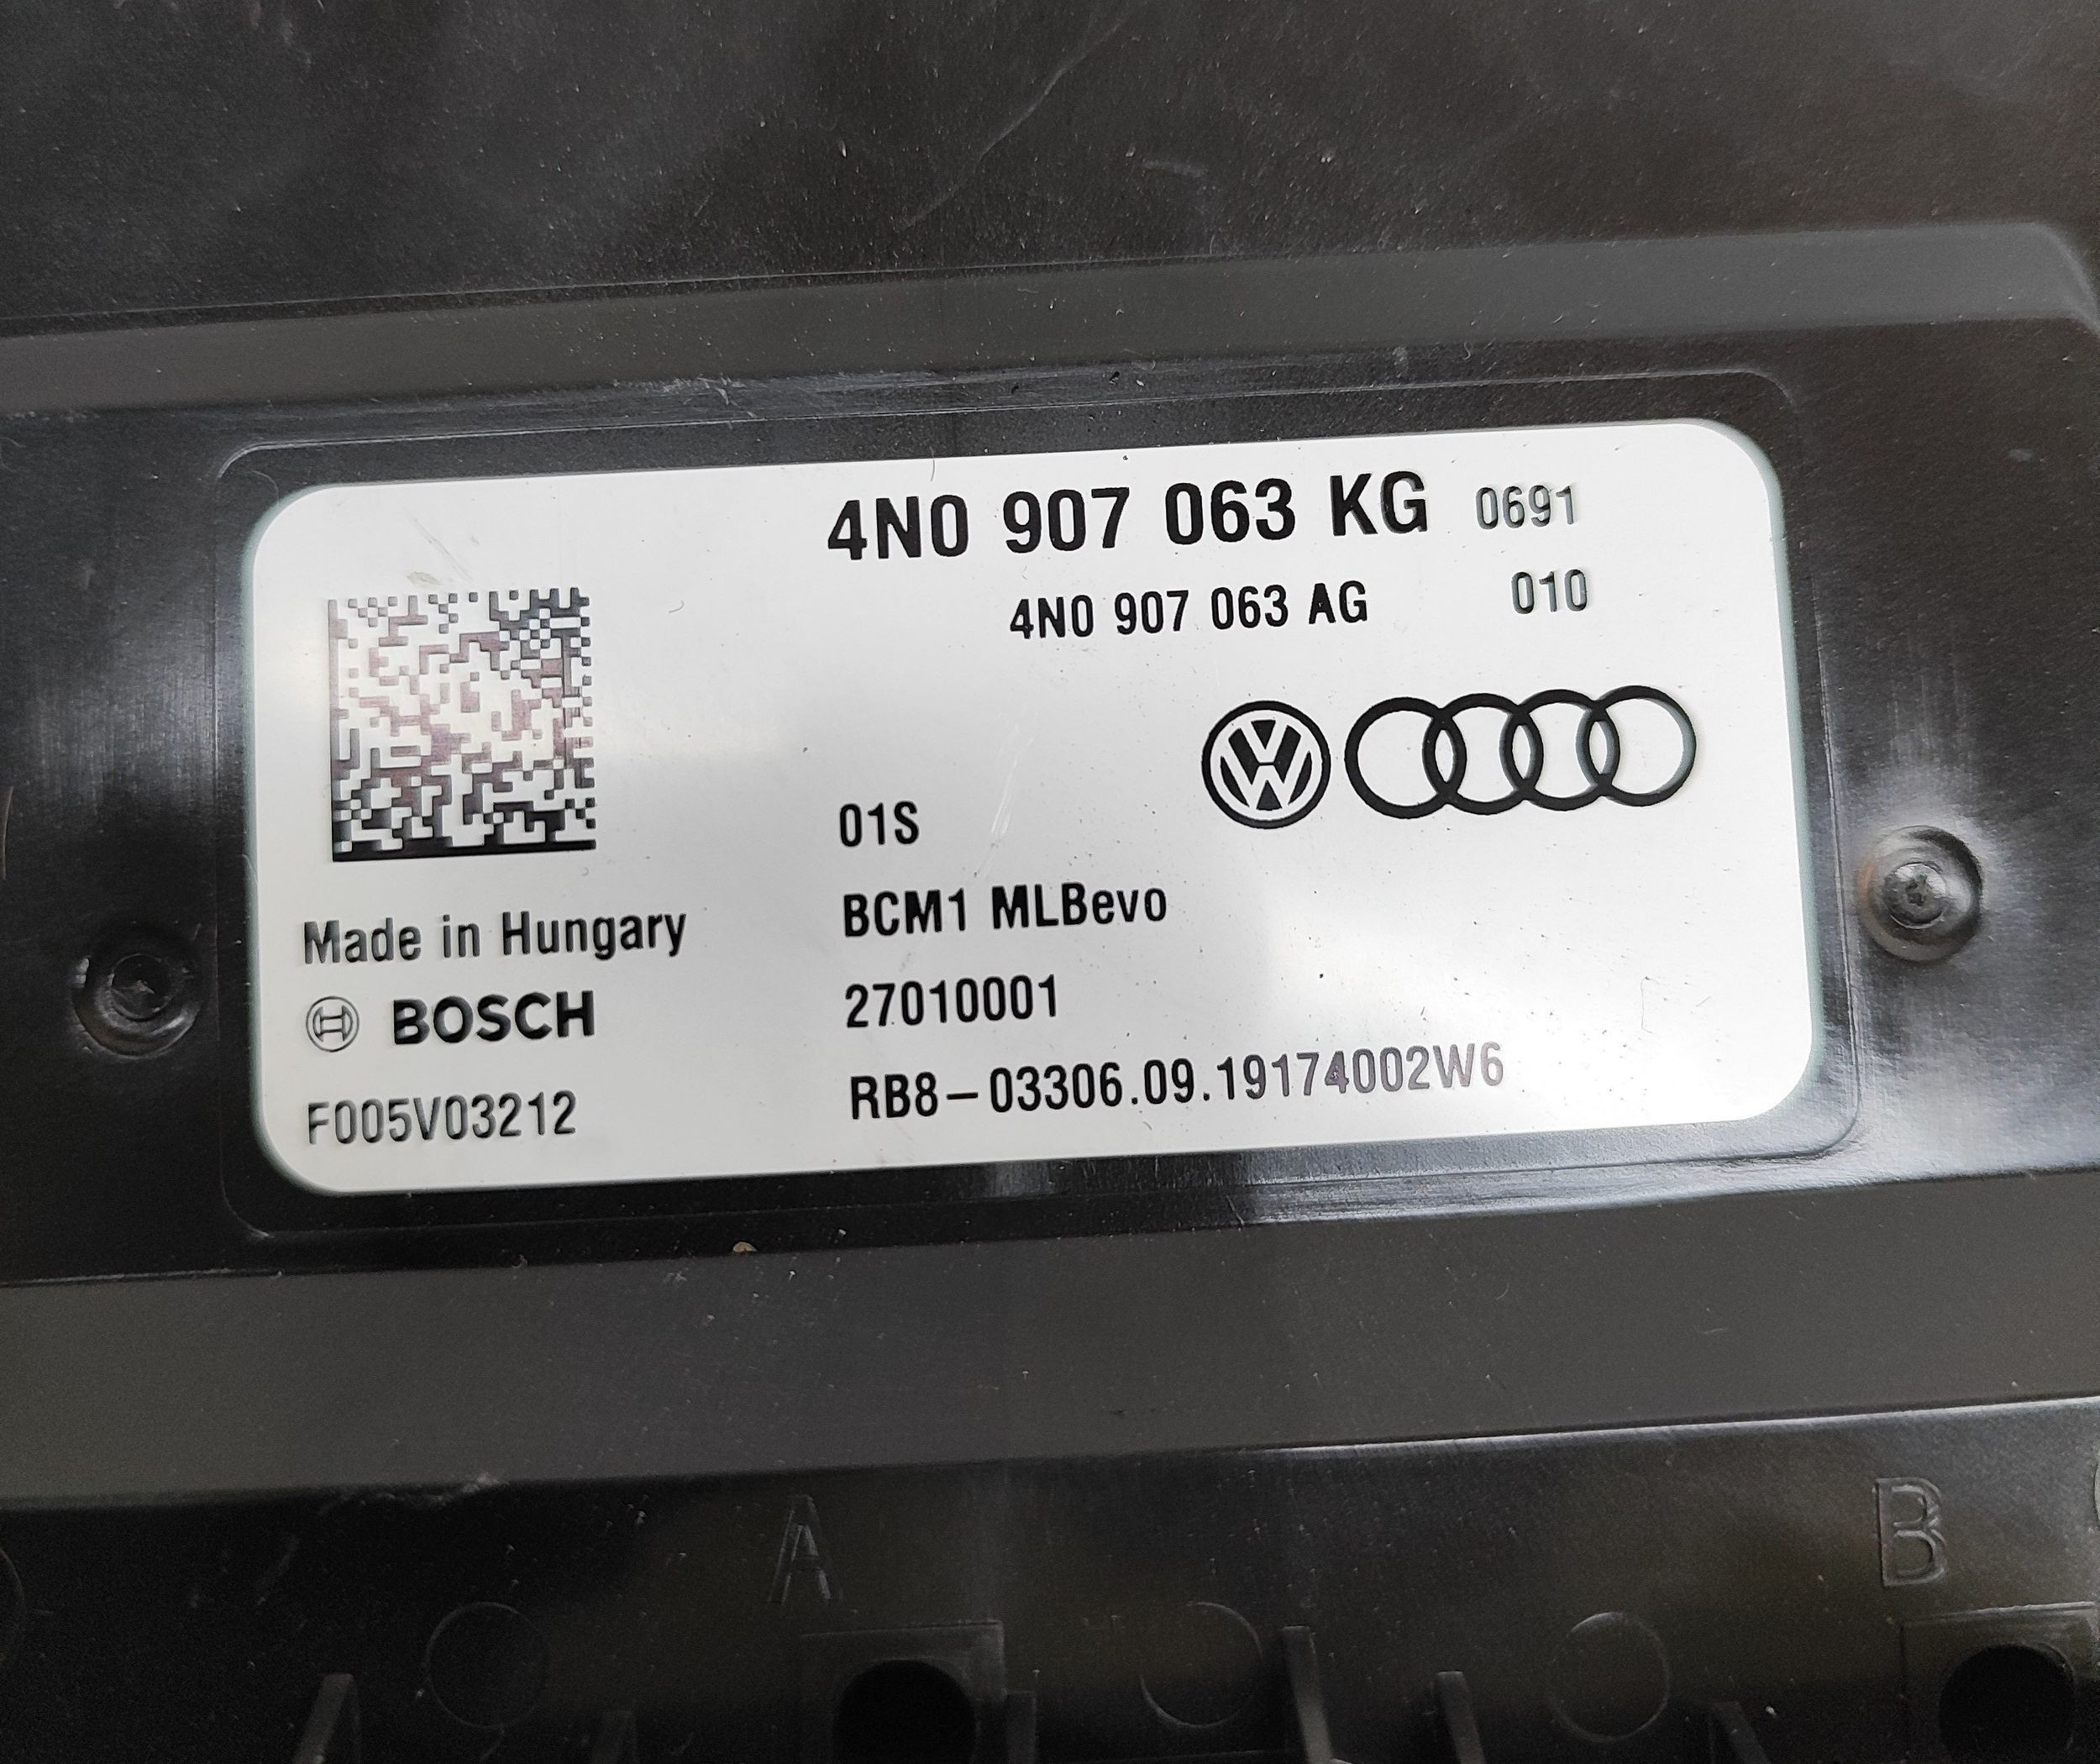 4N0 907 063 KG 0691
4N0 907 063 AG 010
01S
BCM1 MLBevo
27010001
RB8-03306.09.19174002W6
Made in Hungary
BOSCH
F005V03212
A
B